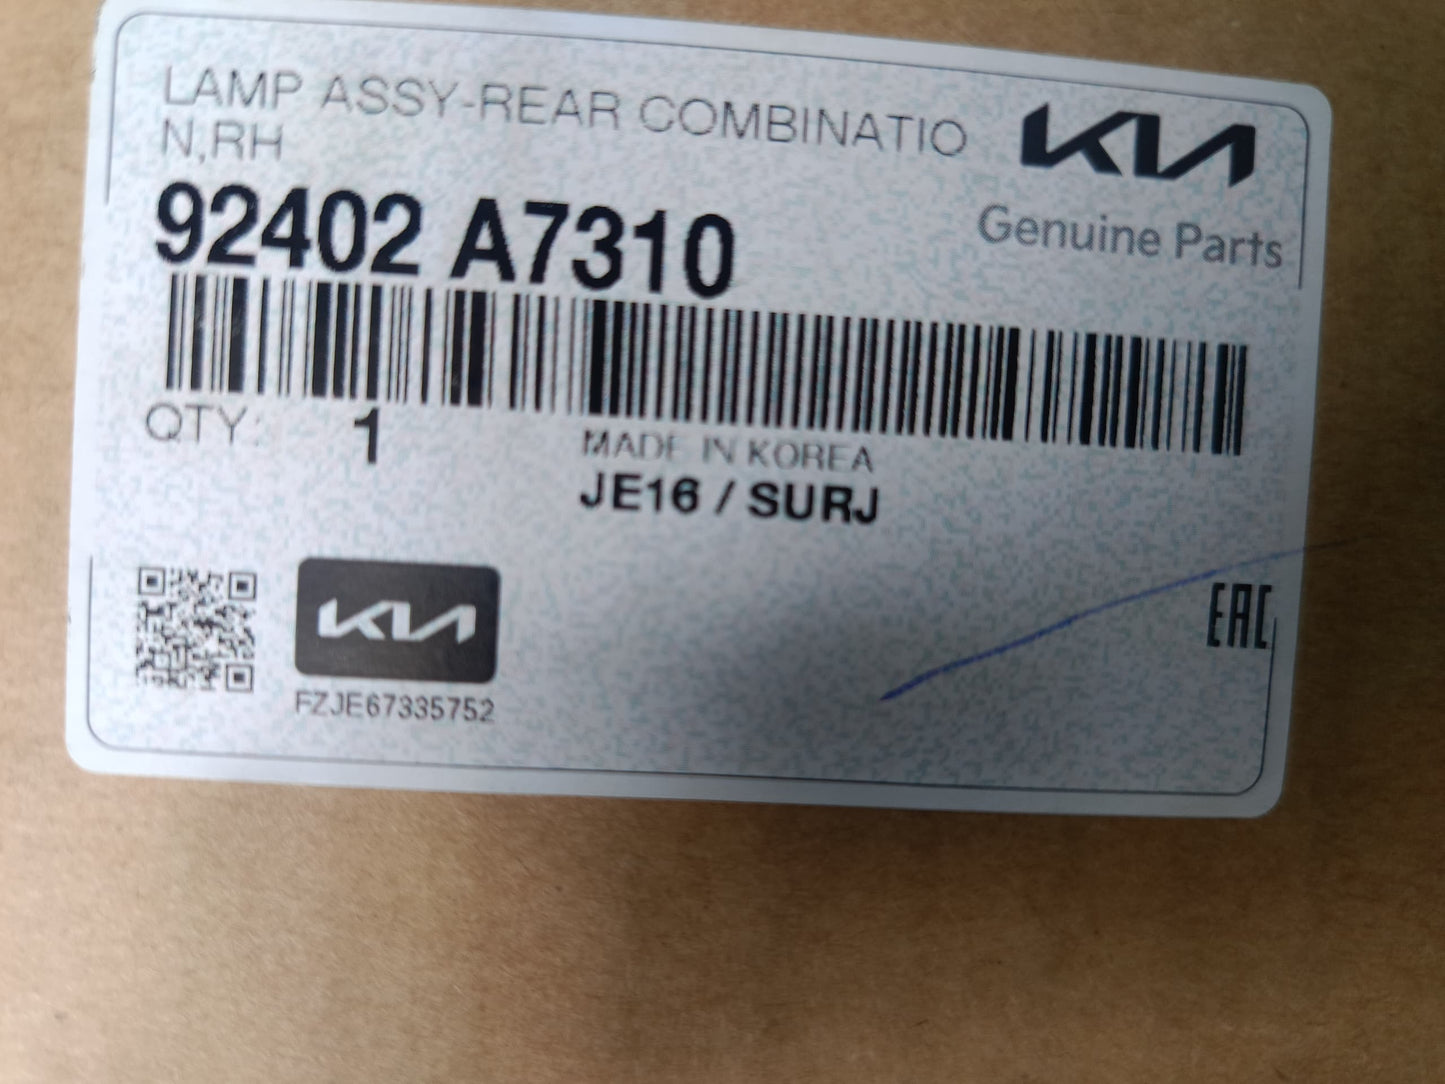 LAMP ASSY-REAR COMBINATIO
N,RH
KIA
Genuine Parts
92402 A7310
QTY: 1
MADE IN KOREA
JE16 / SURJ
KIA
FZJE67335752
EAC